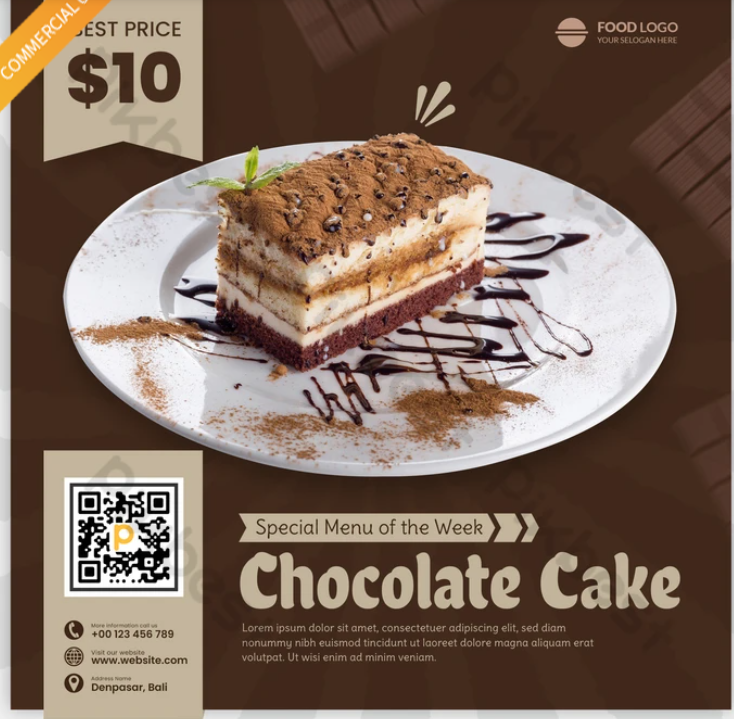 COMMERCIAL
BEST PRICE
$10
FOOD LOGO
YOUR SELOGAN HERE
Special Menu of the Week
Chocolate Cake
Lorem ipsum dolor sit amet, consectetuer adipiscing elit, sed diam
nonummy nibh euismod tincidunt ut laoreet dolore magna aliquam erat
volutpat. Ut wisi enim ad minim veniam.
More information call us
+00 123 456 789
Visit our website
www.website.com
Address Name
Denpasar, Bali
pikbest